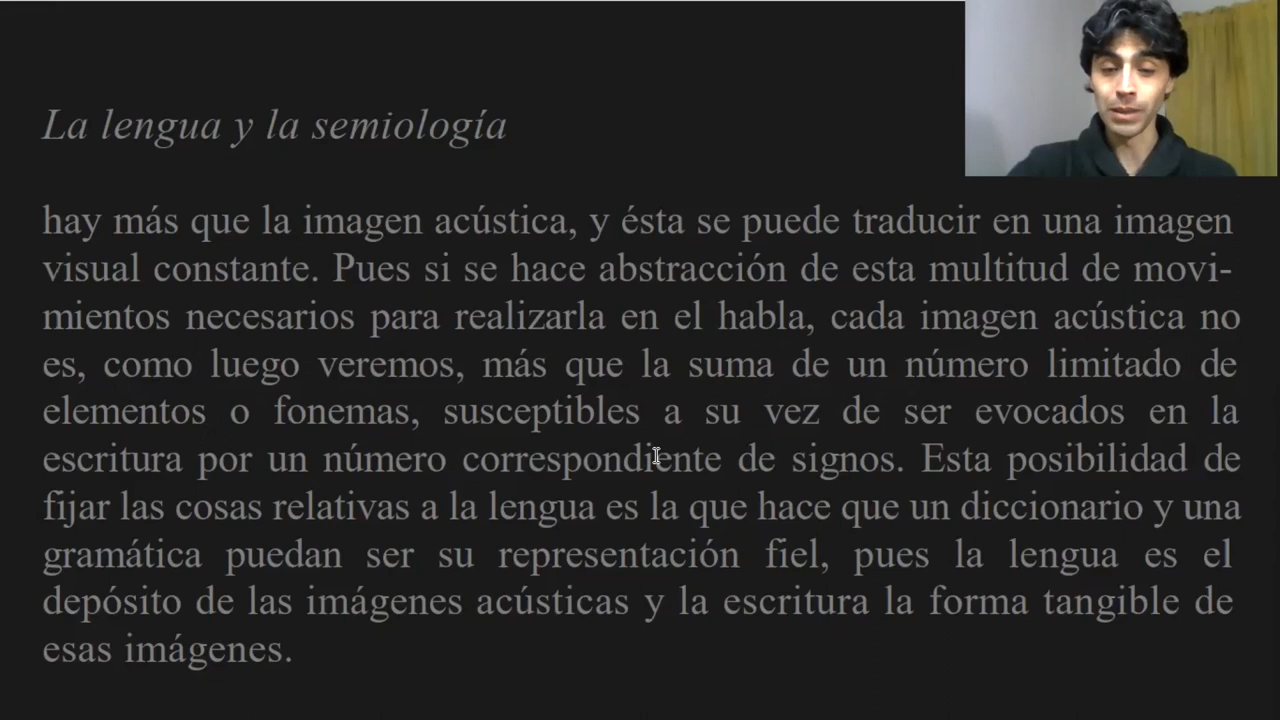 La lengua y la semiología
hay más que la imagen acústica, y ésta se puede traducir en una imagen
visual constante. Pues si se hace abstracción de esta multitud de movi-
mientos necesarios para realizarla en el habla, cada imagen acústica no
es, como luego veremos, más que la suma de un número limitado de
elementos o fonemas, susceptibles a su vez de ser evocados en la
escritura por un número correspondiente de signos. Esta posibilidad de
fijar las cosas relativas a la lengua es la que hace que un diccionario y una
gramática puedan ser su representación fiel, pues la lengua es el
depósito de las imágenes acústicas y la escritura la forma tangible de
esas imágenes.